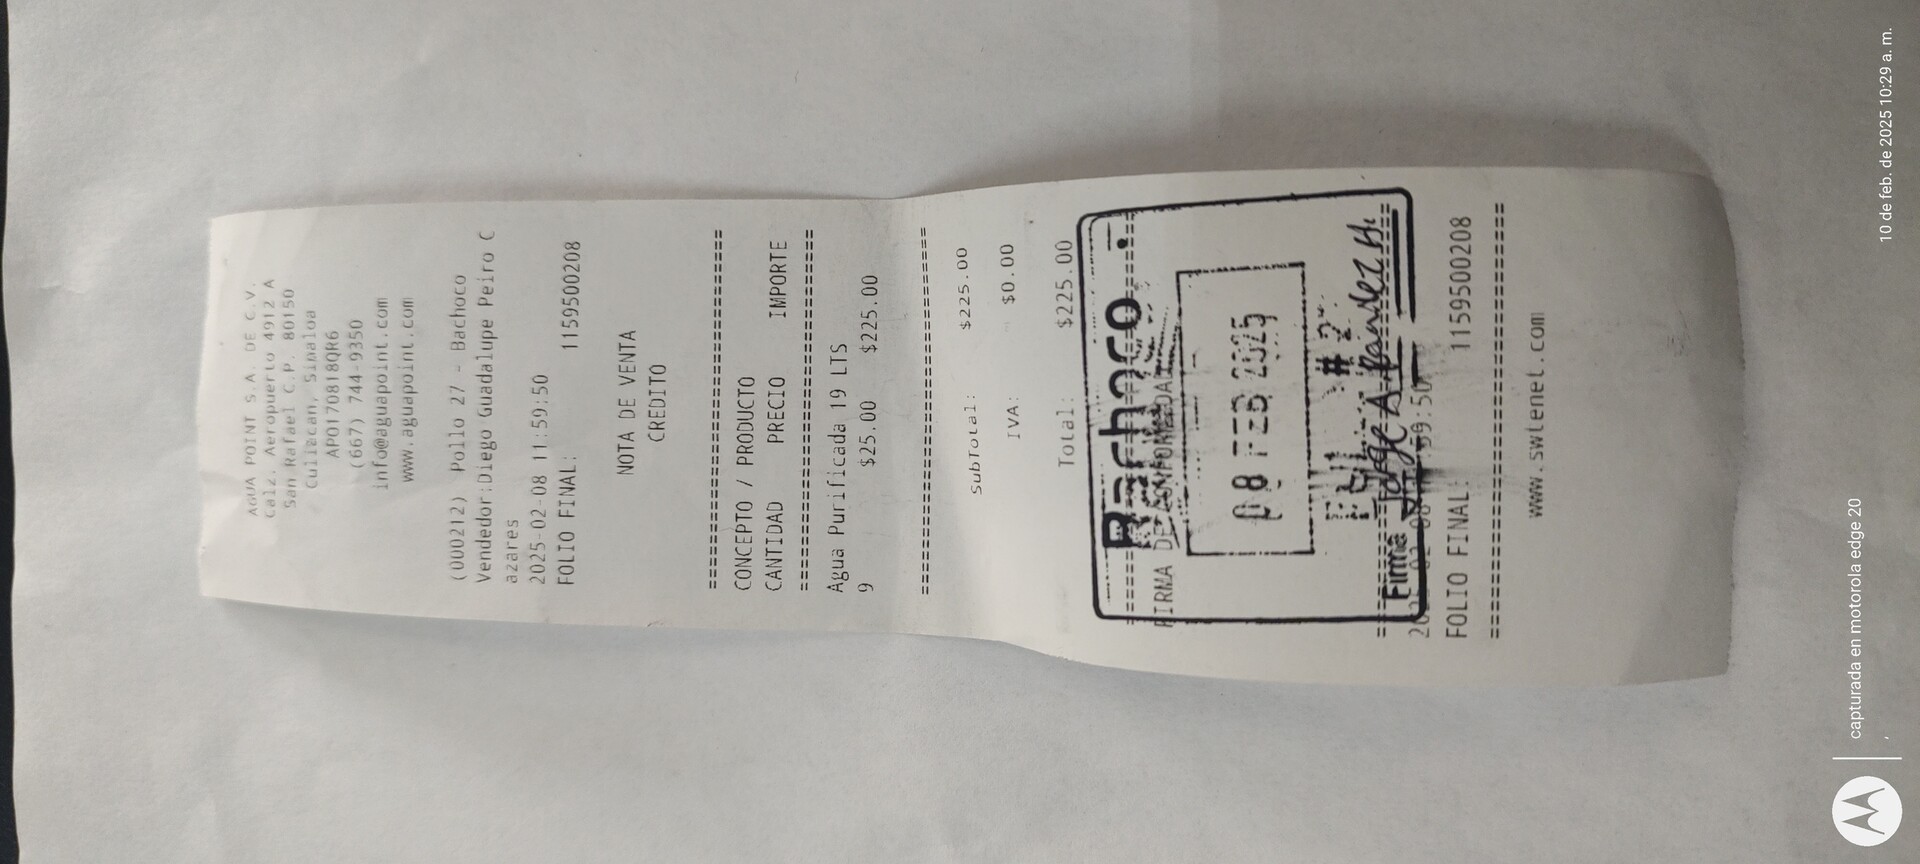 AGUA POINT S.A. DE C.V.
Calz. Aeropuerto 4912 A
San Rafael C.P. 80150
Culiacan, Sinaloa
APO170818QR6
(667) 744-9350
info@aguapoint.com
www.aguapoint.com
(000212) Pollo 27 - Bachoco
Vendedor:Diego Guadalupe Peiro C
azares
2025-02-08 11:59:50
FOLIO FINAL: 1159500208
NOTA DE VENTA
CREDITO
================================
CONCEPTO / PRODUCTO
CANTIDAD PRECIO IMPORTE
================================
Agua Purificada 19 LTS
9 $25.00 $225.00
================================
SubTotal: $225.00
IVA: $0.00
Total: $225.00
Bachoco
FIRMA DE CONFORMIDAD
08 FEB 2025
# 2
Firma Jorge A
FOLIO FINAL: 1159500208
================================
www.swtenet.com
capturada en motorola edge 20
10 de feb. de 2025 10:29 a. m.